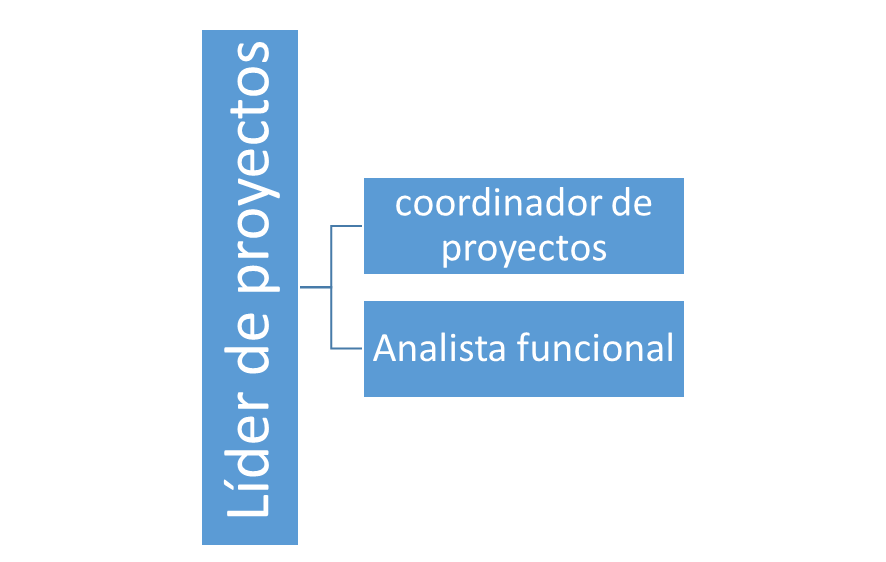 Líder de proyectos
coordinador de
proyectos
Analista funcional